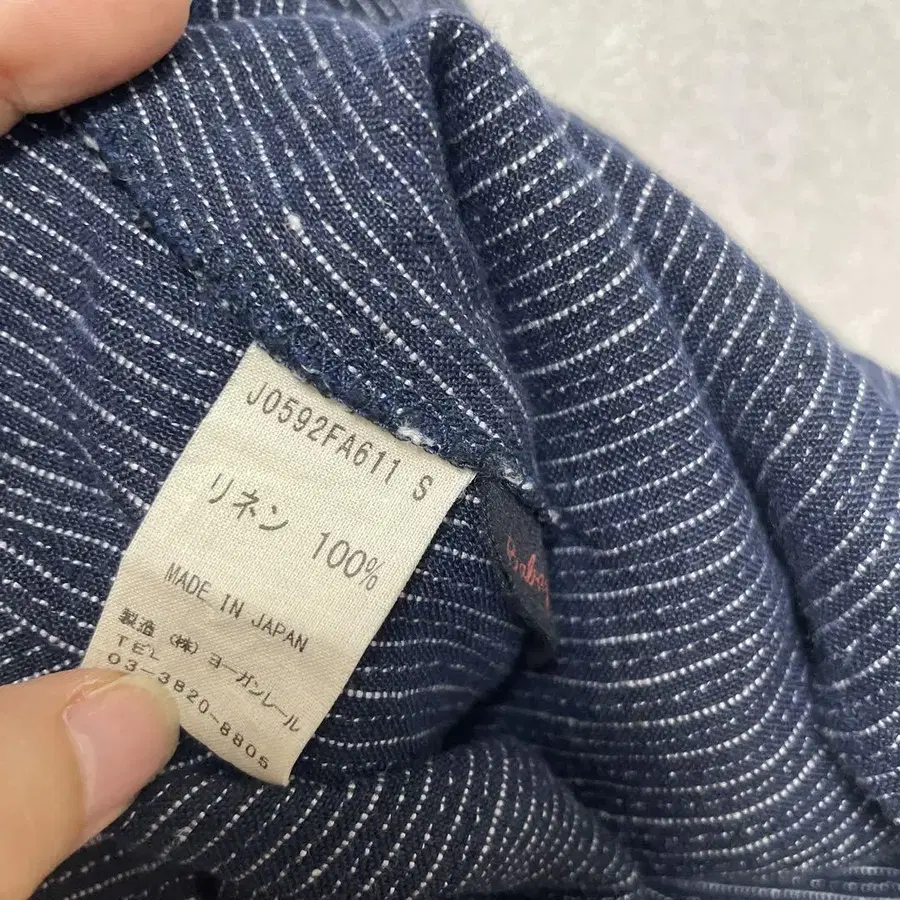 J0592FA611 S
リネン 100%
MADE IN JAPAN
製造 (株) ヨーガンレール
TEL
03-3820-8805